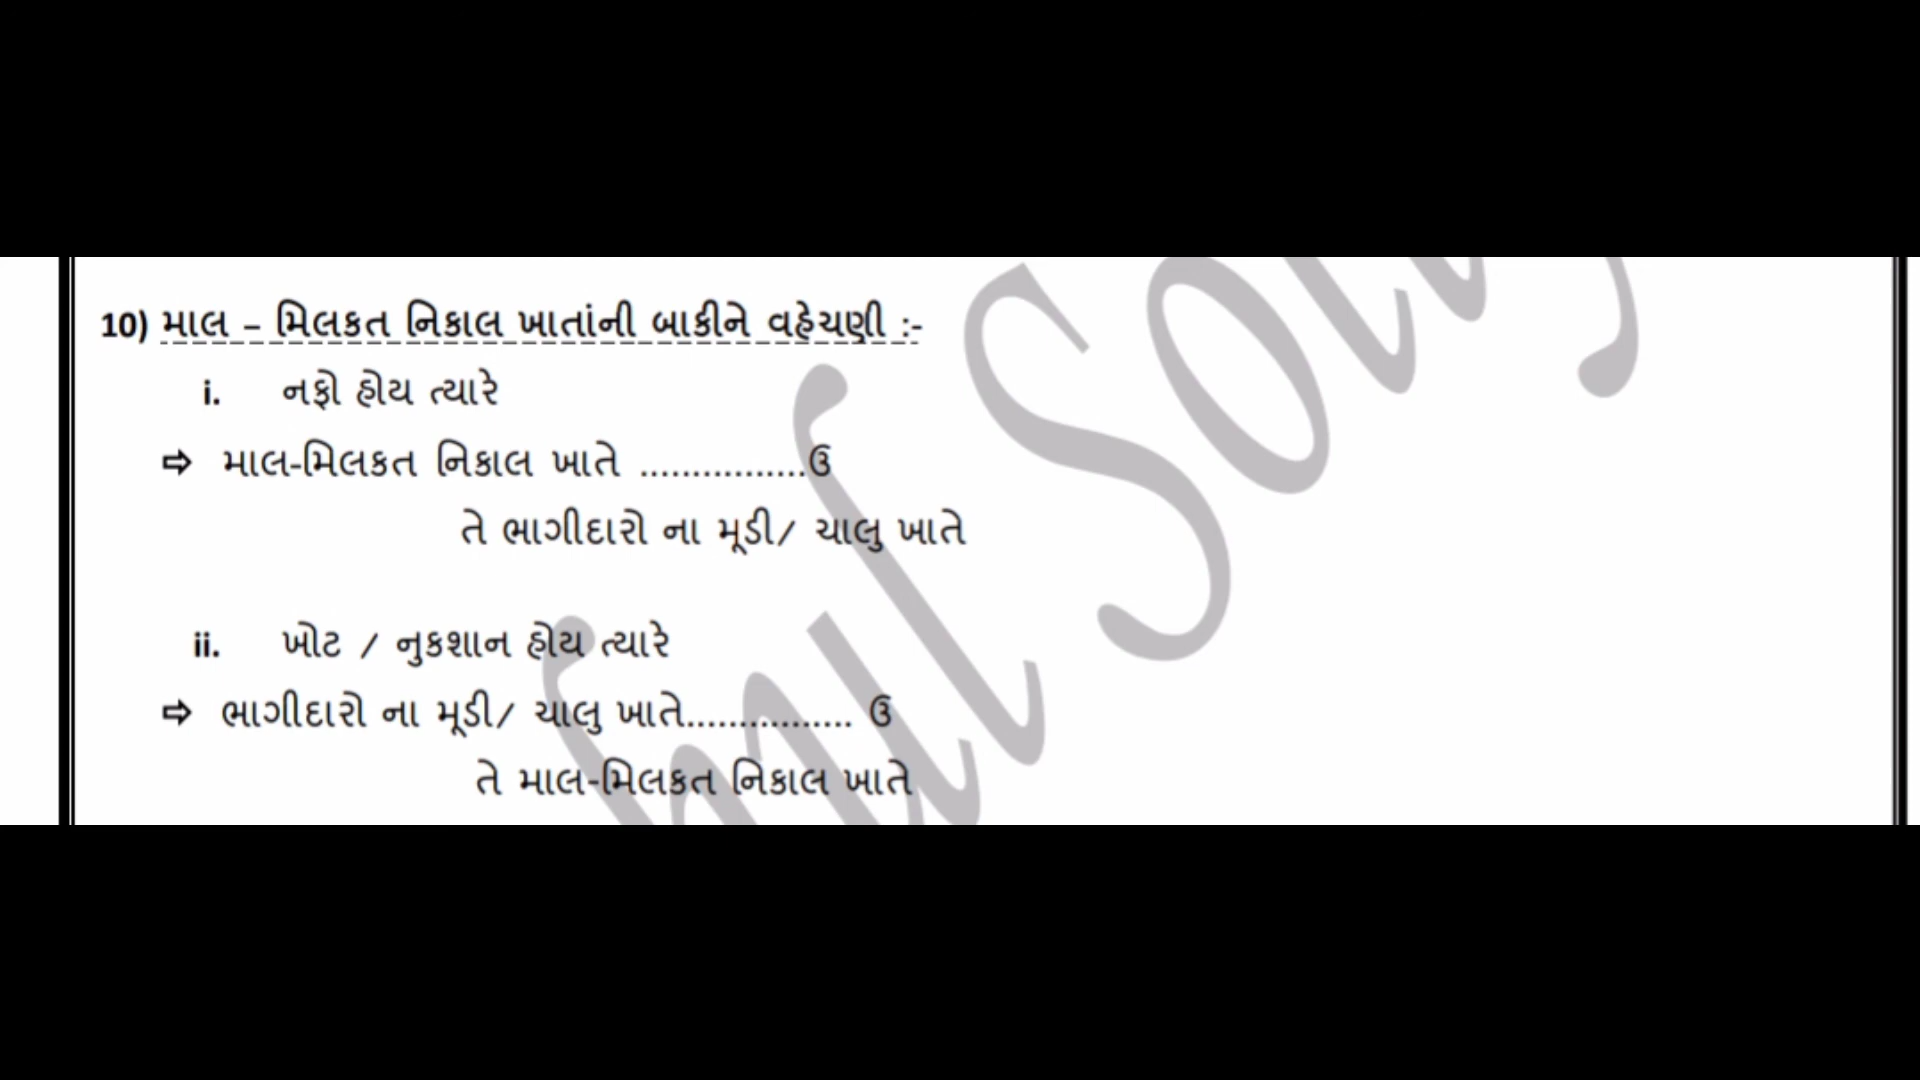 10) માલ – મિલકત નિકાલ ખાતાંની બાકીને વહેચણી :-
i. નફો હોય ત્યારે
⇨ માલ-મિલકત નિકાલ ખાતે ................ઉ
તે ભાગીદારો ના મૂડી/ ચાલુ ખાતે
ii. ખોટ / નુકશાન હોય ત્યારે
⇨ ભાગીદારો ના મૂડી/ ચાલુ ખાતે................ ઉ
તે માલ-મિલકત નિકાલ ખાતે